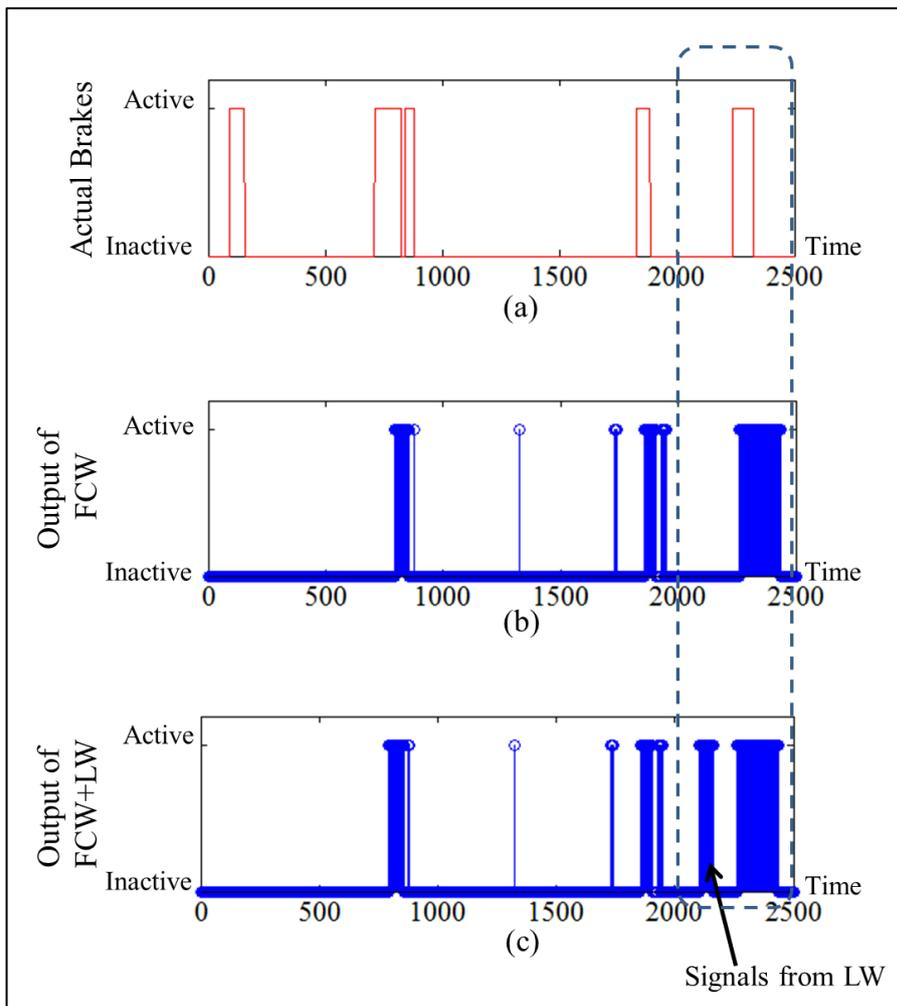 Actual Brakes
Active
Inactive
0 500 1000 1500 2000 2500
Time
(a)
Output of
FCW
Active
Inactive
0 500 1000 1500 2000 2500
Time
(b)
Output of
FCW+LW
Active
Inactive
0 500 1000 1500 2000 2500
Time
(c)
Signals from LW